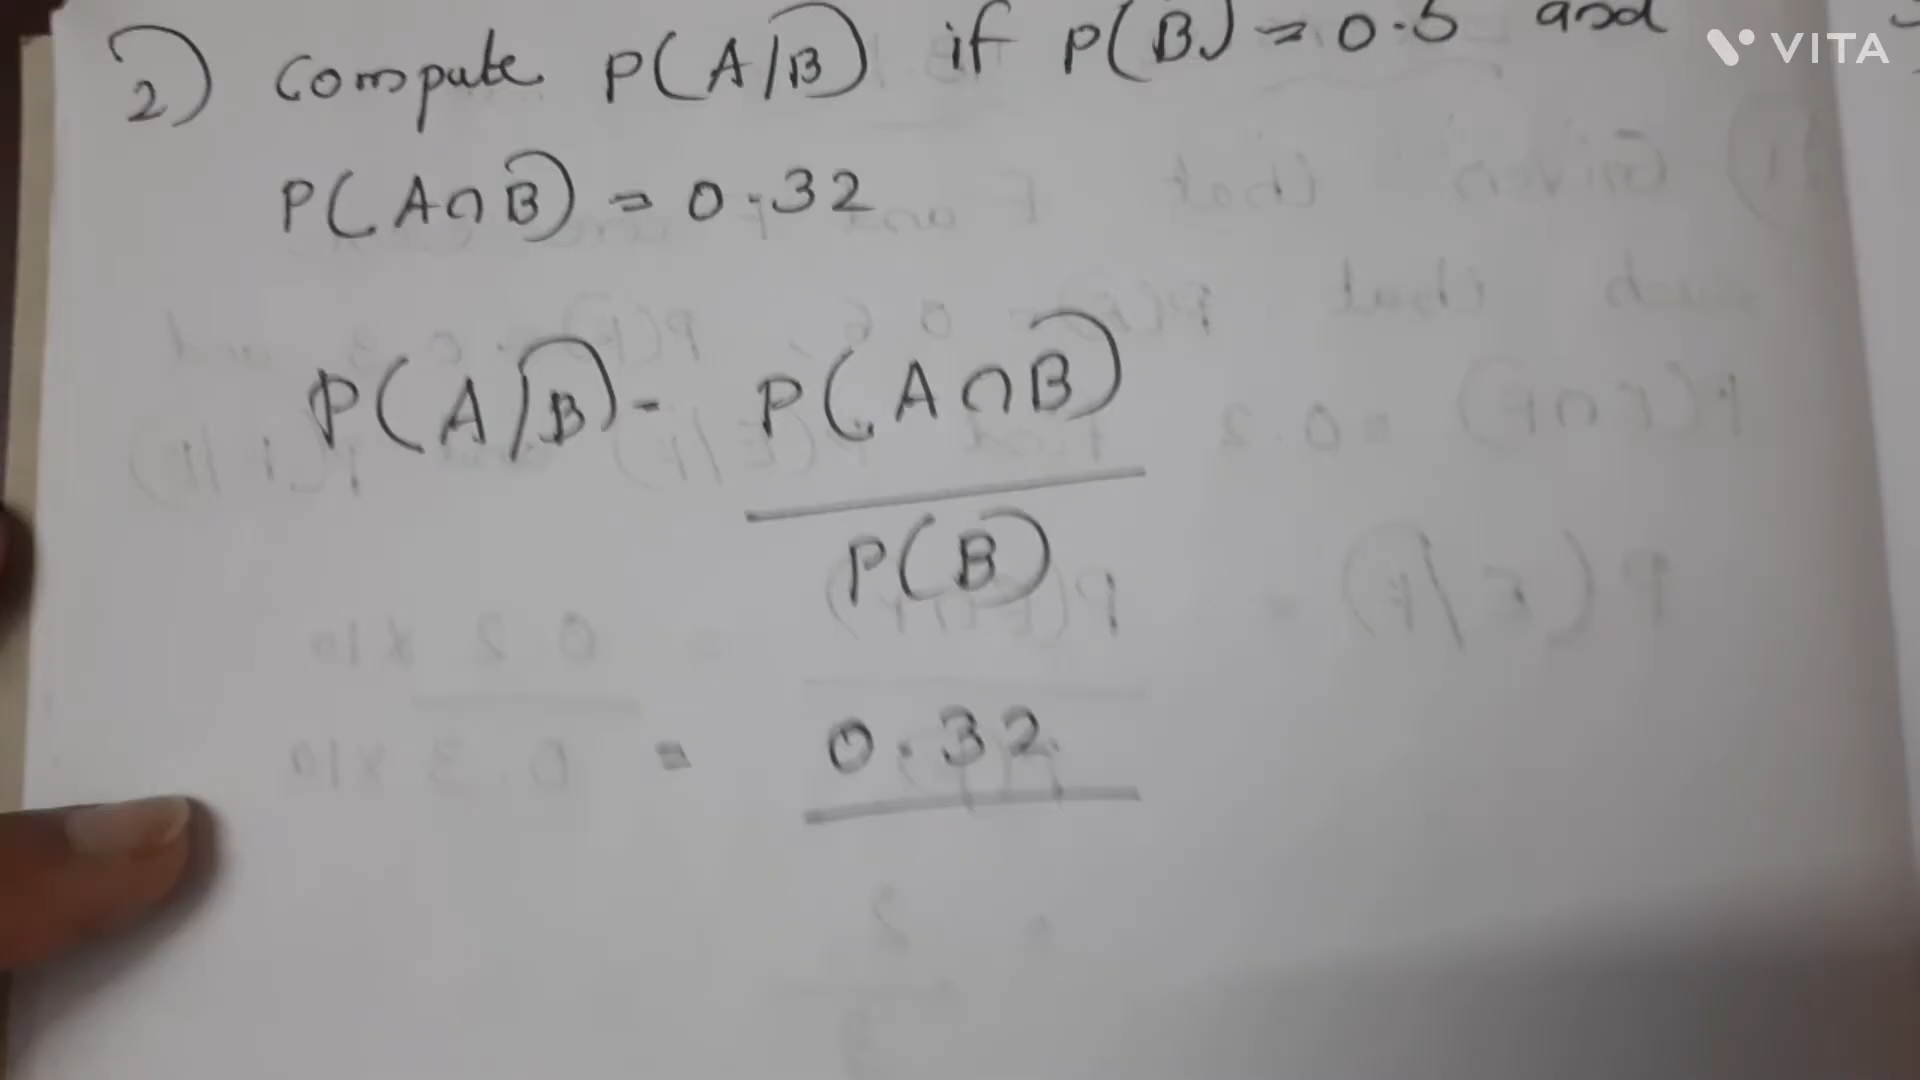 2) Compute P(A/B) if P(B) = 0.5 and
P(A∩B) = 0.32
P(A/B) - P(A∩B)
P(B)
= 0.32
VITA